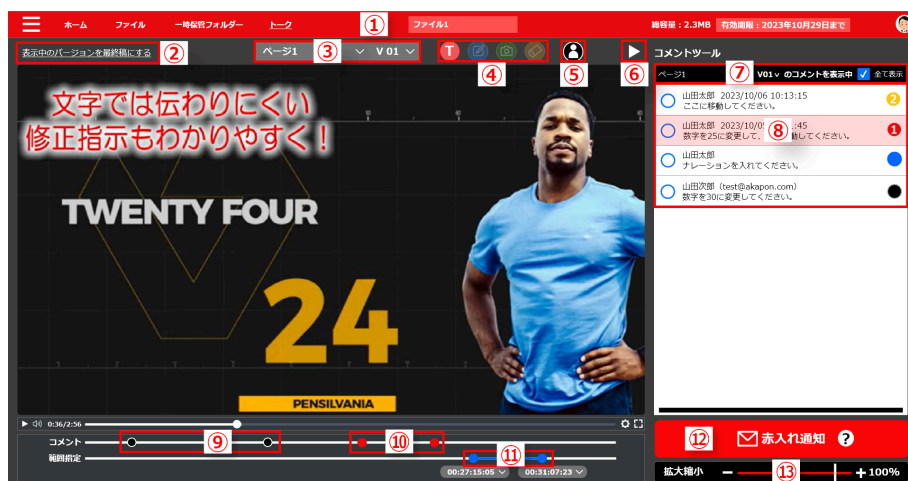 ホーム ファイル 一時保管フォルダー トーク ① ファイル1 総容量：2.3MB 有効期限：2023年10月29日まで
表示中のバージョンを最終稿にする ② ページ1 ③ V 01 T ④ ⑤ ⑥
コメントツール
ページ1 ⑦ V01 のコメントを表示中 全て表示
山田太郎 2023/10/06 10:13:15
ここに移動してください。 2
山田太郎 2023/10/05 ⑧ :45 1
数字を25に変更して、 動してください。
山田太郎
ナレーションを入れてください。
山田次郎（test@akapon.com）
数字を30に変更してください。
文字では伝わりにくい
修正指示もわかりやすく！
TWENTY FOUR
24
PENSILVANIA
0:36/2:56
コメント ⑨ ⑩
範囲指定 ⑪
00:27:15:05 00:31:07:23
⑫ 赤入れ通知 ?
拡大縮小 − ⑬ + 100%